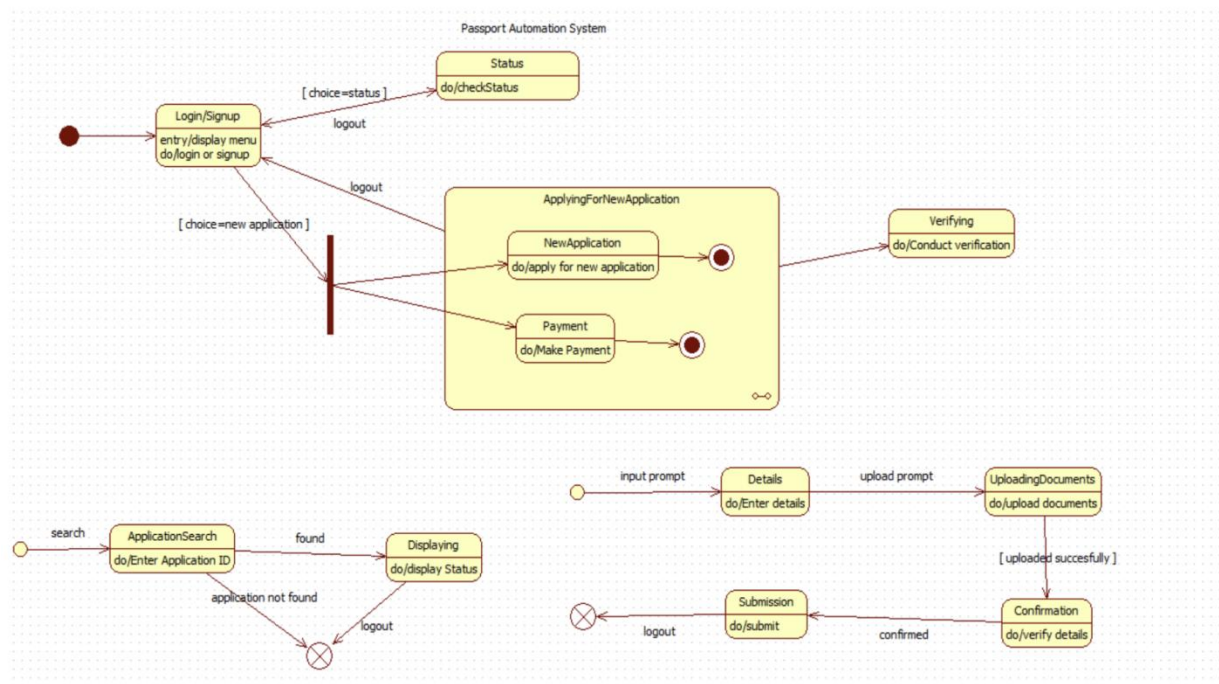 Passport Automation System
Status
do/checkStatus
[ choice=status ]
logout
Login/Signup
entry/display menu
do/login or signup
logout
[ choice=new application ]
ApplyingForNewApplication
NewApplication
do/apply for new application
Payment
do/Make Payment
Verifying
do/Conduct verification
search
ApplicationSearch
do/Enter Application ID
found
Displaying
do/display Status
application not found
logout
input prompt
Details
do/Enter details
upload prompt
UploadingDocuments
do/upload documents
[ uploaded succesfully ]
Confirmation
do/verify details
confirmed
Submission
do/submit
logout